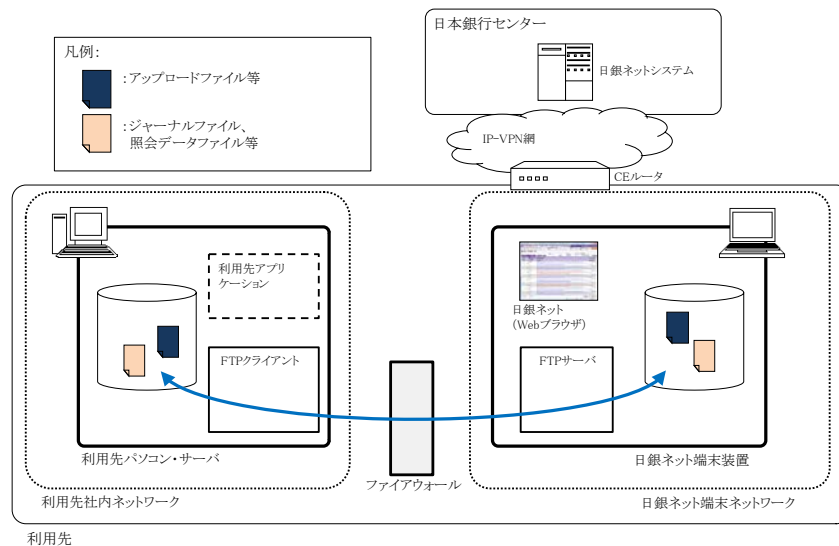 凡例:
:アップロードファイル等
:ジャーナルファイル、
照会データファイル等
日本銀行センター
日銀ネットシステム
IP-VPN網
CEルータ
利用先アプリ
ケーション
FTPクライアント
利用先パソコン・サーバ
利用先社内ネットワーク
ファイアウォール
日銀ネット
(Webブラウザ)
FTPサーバ
日銀ネット端末装置
日銀ネット端末ネットワーク
利用先